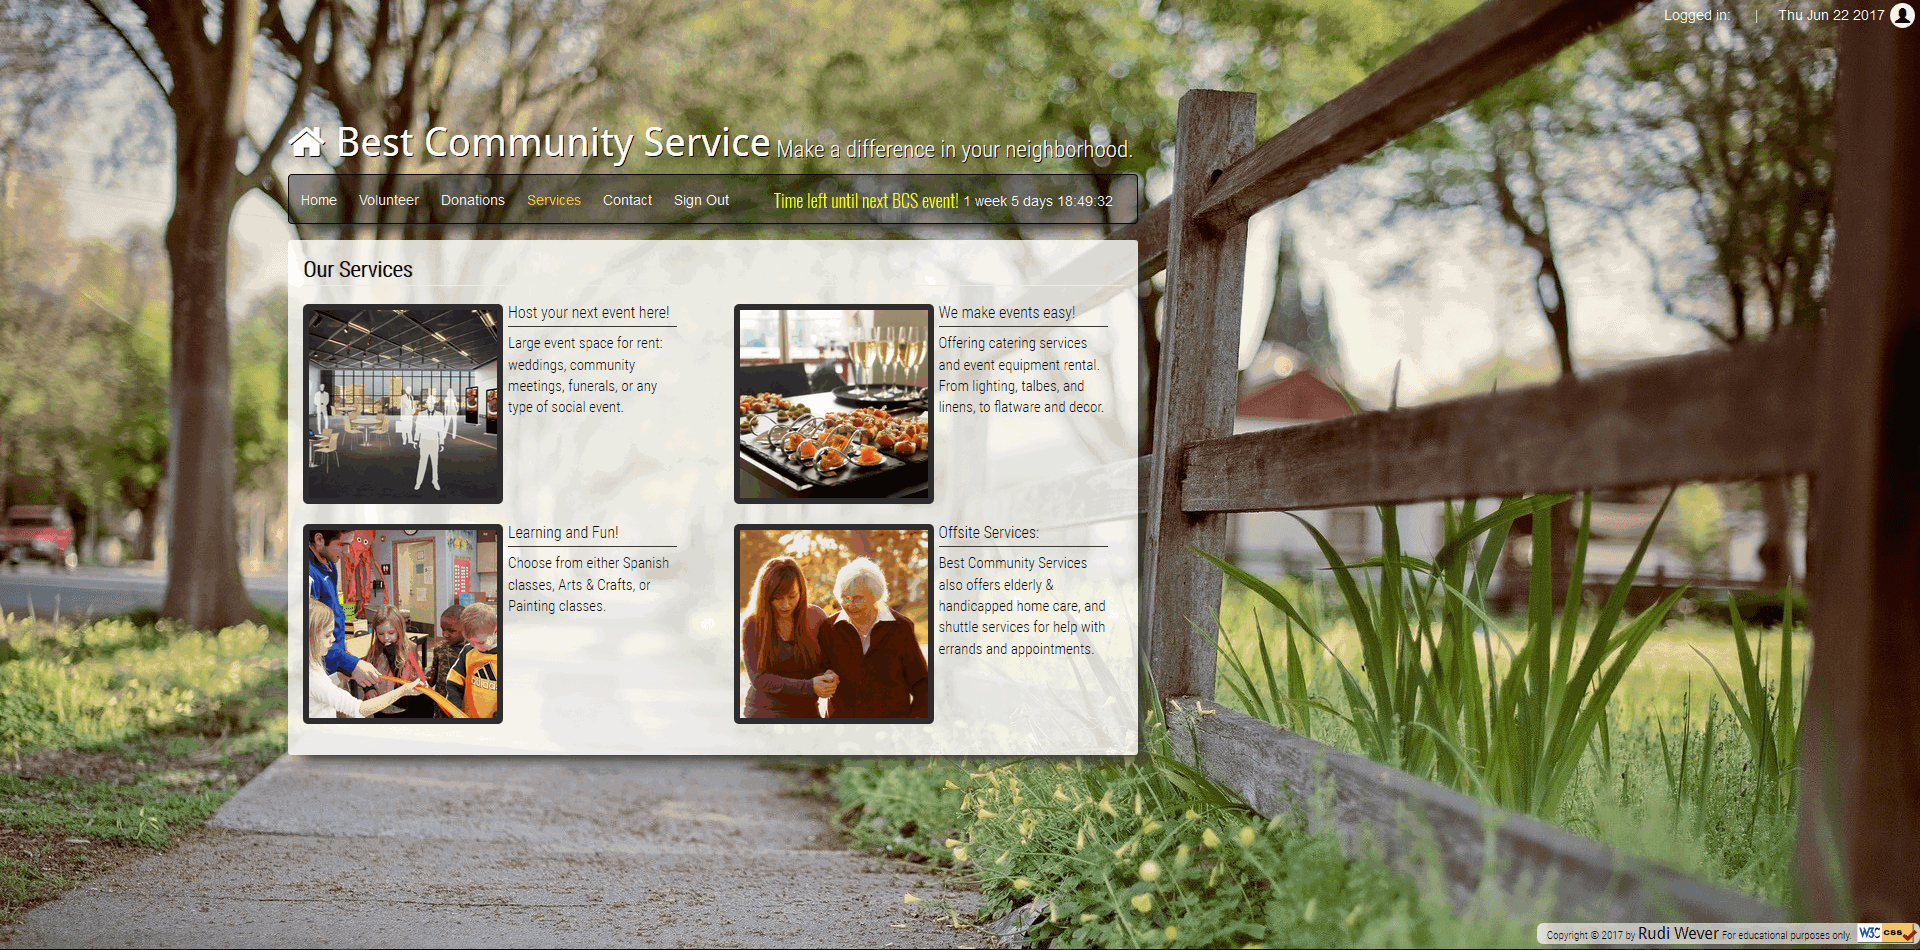 Logged in: | Thu Jun 22 2017
Best Community Service Make a difference in your neighborhood.
Home Volunteer Donations Services Contact Sign Out Time left until next BCS event! 1 week 5 days 18:49:32
Our Services
Host your next event here!
Large event space for rent:
weddings, community
meetings, funerals, or any
type of social event.
We make events easy!
Offering catering services
and event equipment rental.
From lighting, talbes, and
linens, to flatware and decor.
Learning and Fun!
Choose from either Spanish
classes, Arts & Crafts, or
Painting classes.
adidas
Offsite Services:
Best Community Services
also offers elderly &
handicapped home care, and
shuttle services for help with
errands and appointments.
Copyright © 2017 by Rudi Wever For educational purposes only. W3C css